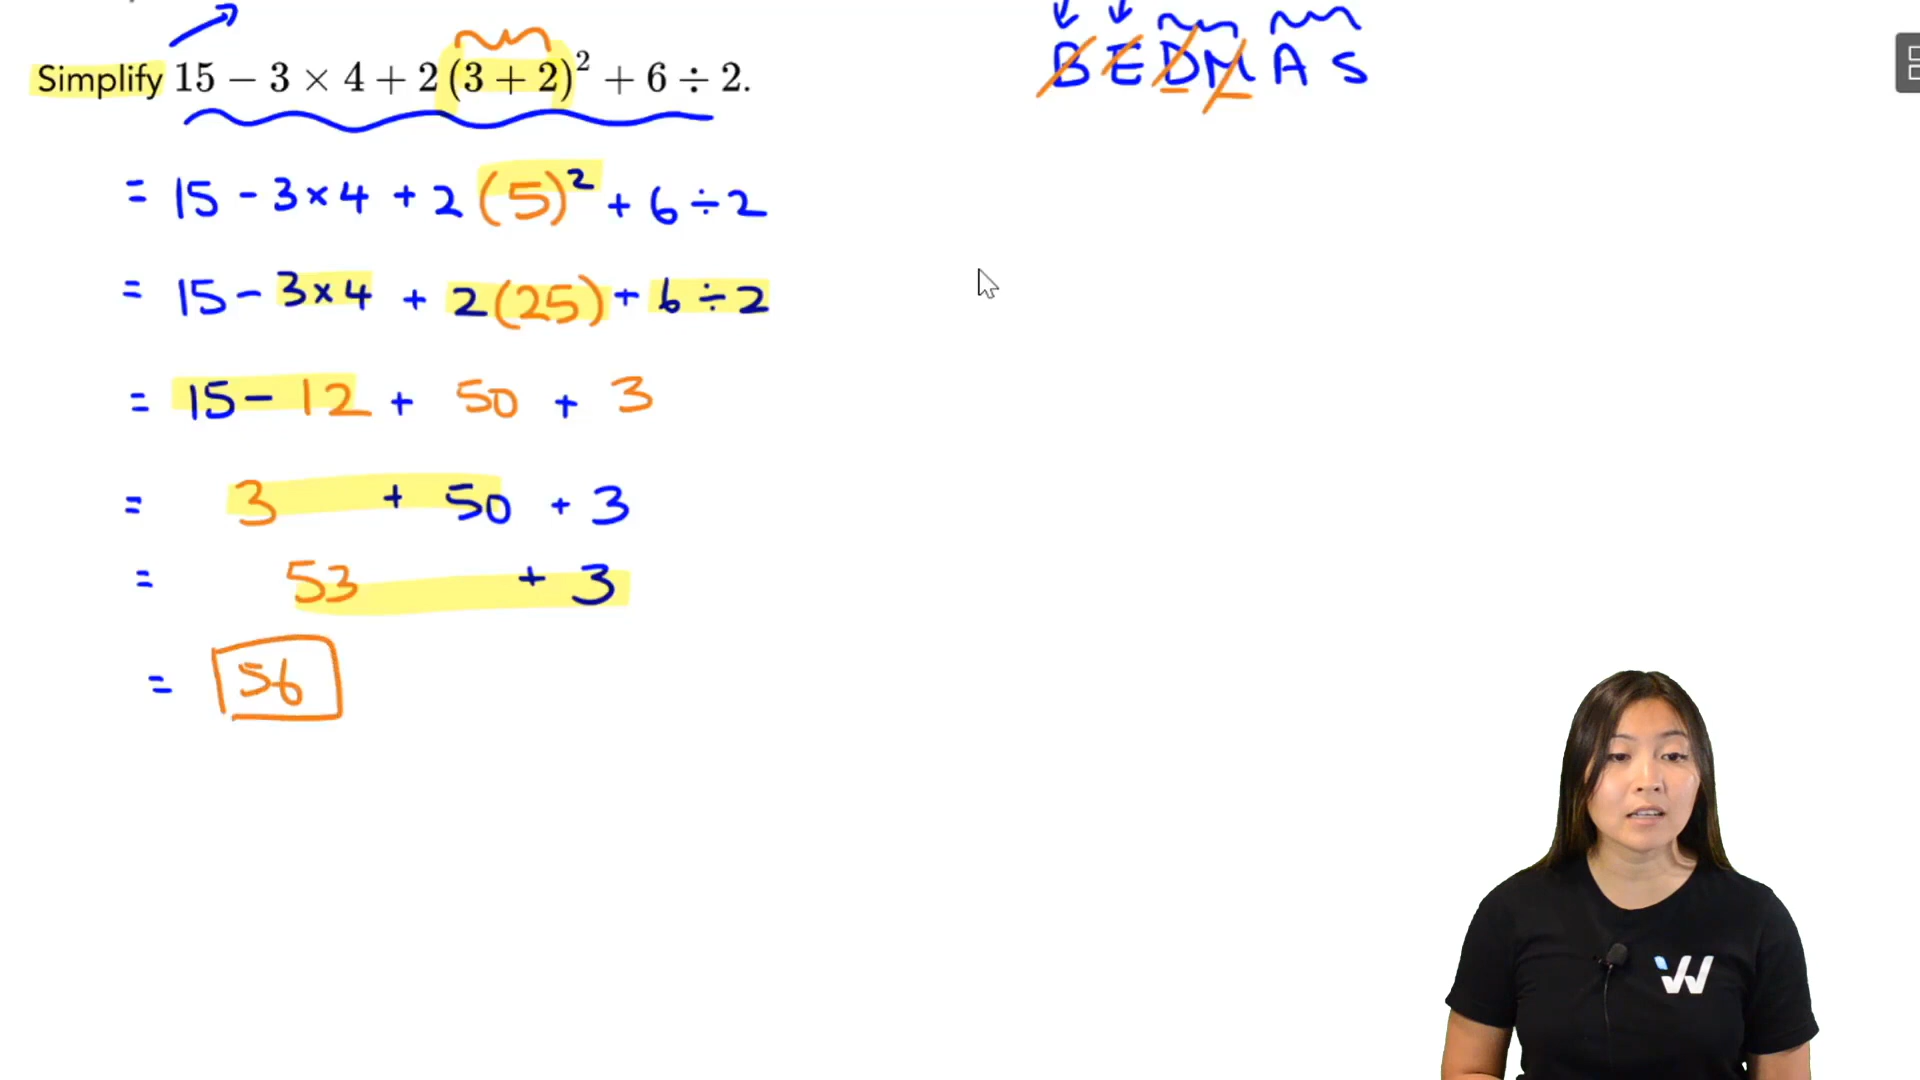 Simplify 15 − 3 × 4 + 2 (3 + 2)² + 6 ÷ 2.
B E D M A S
= 15 − 3 × 4 + 2 (5)² + 6 ÷ 2
= 15 − 3 × 4 + 2 (25) + 6 ÷ 2
= 15 − 12 + 50 + 3
= 3 + 50 + 3
= 53 + 3
= 56
W